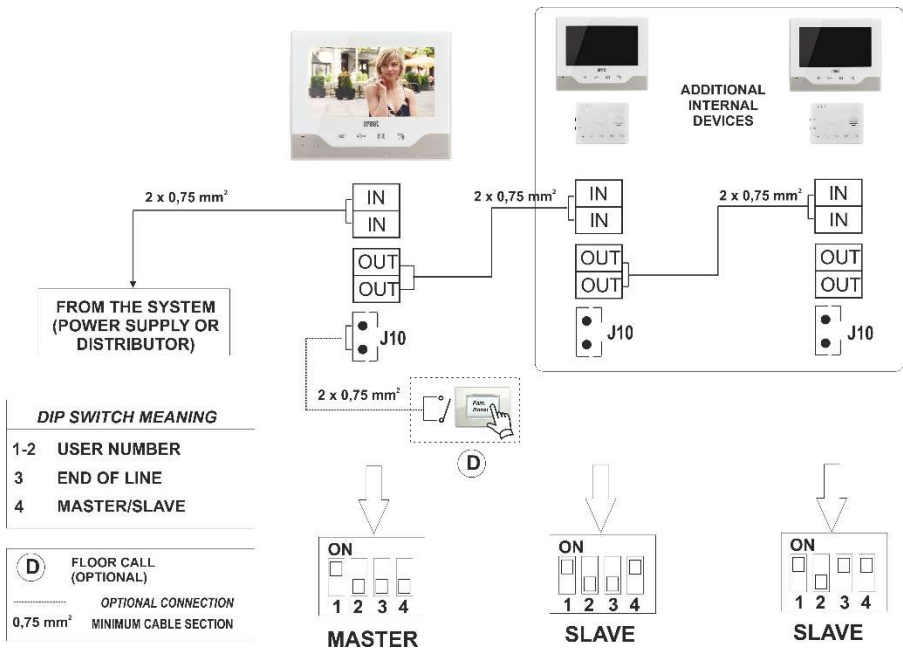 ADDITIONAL
INTERNAL
DEVICES
2 x 0,75 mm²
2 x 0,75 mm²
2 x 0,75 mm²
IN
IN
OUT
OUT
J10
IN
IN
OUT
OUT
J10
IN
IN
OUT
OUT
J10
FROM THE SYSTEM
(POWER SUPPLY OR
DISTRIBUTOR)
2 x 0,75 mm²
D
DIP SWITCH MEANING
1-2 USER NUMBER
3 END OF LINE
4 MASTER/SLAVE
D FLOOR CALL
(OPTIONAL)
OPTIONAL CONNECTION
0,75 mm² MINIMUM CABLE SECTION
ON
1 2 3 4
MASTER
ON
1 2 3 4
SLAVE
ON
1 2 3 4
SLAVE